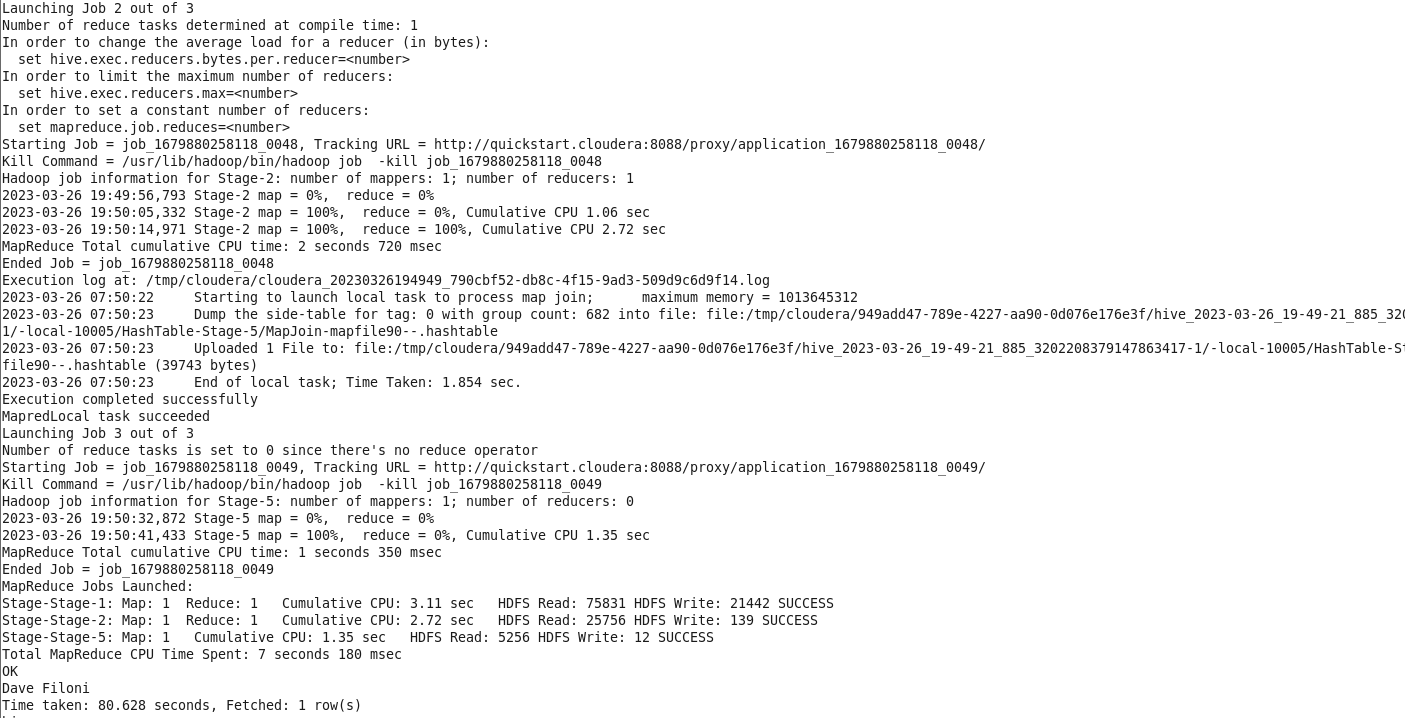 Launching Job 2 out of 3
Number of reduce tasks determined at compile time: 1
In order to change the average load for a reducer (in bytes):
  set hive.exec.reducers.bytes.per.reducer=<number>
In order to limit the maximum number of reducers:
  set hive.exec.reducers.max=<number>
In order to set a constant number of reducers:
  set mapreduce.job.reduces=<number>
Starting Job = job_1679880258118_0048, Tracking URL = http://quickstart.cloudera:8088/proxy/application_1679880258118_0048/
Kill Command = /usr/lib/hadoop/bin/hadoop job  -kill job_1679880258118_0048
Hadoop job information for Stage-2: number of mappers: 1; number of reducers: 1
2023-03-26 19:49:56,793 Stage-2 map = 0%,  reduce = 0%
2023-03-26 19:50:05,332 Stage-2 map = 100%,  reduce = 0%, Cumulative CPU 1.06 sec
2023-03-26 19:50:14,971 Stage-2 map = 100%,  reduce = 100%, Cumulative CPU 2.72 sec
MapReduce Total cumulative CPU time: 2 seconds 720 msec
Ended Job = job_1679880258118_0048
Execution log at: /tmp/cloudera/cloudera_20230326194949_790cbf52-db8c-4f15-9ad3-509d9c6d9f14.log
2023-03-26 07:50:22     Starting to launch local task to process map join;      maximum memory = 1013645312
2023-03-26 07:50:23     Dump the side-table for tag: 0 with group count: 682 into file: file:/tmp/cloudera/949add47-789e-4227-aa90-0d076e176e3f/hive_2023-03-26_19-49-21_885_320
1/-local-10005/HashTable-Stage-5/MapJoin-mapfile90--.hashtable
2023-03-26 07:50:23     Uploaded 1 File to: file:/tmp/cloudera/949add47-789e-4227-aa90-0d076e176e3f/hive_2023-03-26_19-49-21_885_3202208379147863417-1/-local-10005/HashTable-St
file90--.hashtable (39743 bytes)
2023-03-26 07:50:23     End of local task; Time Taken: 1.854 sec.
Execution completed successfully
MapredLocal task succeeded
Launching Job 3 out of 3
Number of reduce tasks is set to 0 since there's no reduce operator
Starting Job = job_1679880258118_0049, Tracking URL = http://quickstart.cloudera:8088/proxy/application_1679880258118_0049/
Kill Command = /usr/lib/hadoop/bin/hadoop job  -kill job_1679880258118_0049
Hadoop job information for Stage-5: number of mappers: 1; number of reducers: 0
2023-03-26 19:50:32,872 Stage-5 map = 0%,  reduce = 0%
2023-03-26 19:50:41,433 Stage-5 map = 100%,  reduce = 0%, Cumulative CPU 1.35 sec
MapReduce Total cumulative CPU time: 1 seconds 350 msec
Ended Job = job_1679880258118_0049
MapReduce Jobs Launched:
Stage-Stage-1: Map: 1  Reduce: 1   Cumulative CPU: 3.11 sec   HDFS Read: 75831 HDFS Write: 21442 SUCCESS
Stage-Stage-2: Map: 1  Reduce: 1   Cumulative CPU: 2.72 sec   HDFS Read: 25756 HDFS Write: 139 SUCCESS
Stage-Stage-5: Map: 1   Cumulative CPU: 1.35 sec   HDFS Read: 5256 HDFS Write: 12 SUCCESS
Total MapReduce CPU Time Spent: 7 seconds 180 msec
OK
Dave Filoni
Time taken: 80.628 seconds, Fetched: 1 row(s)